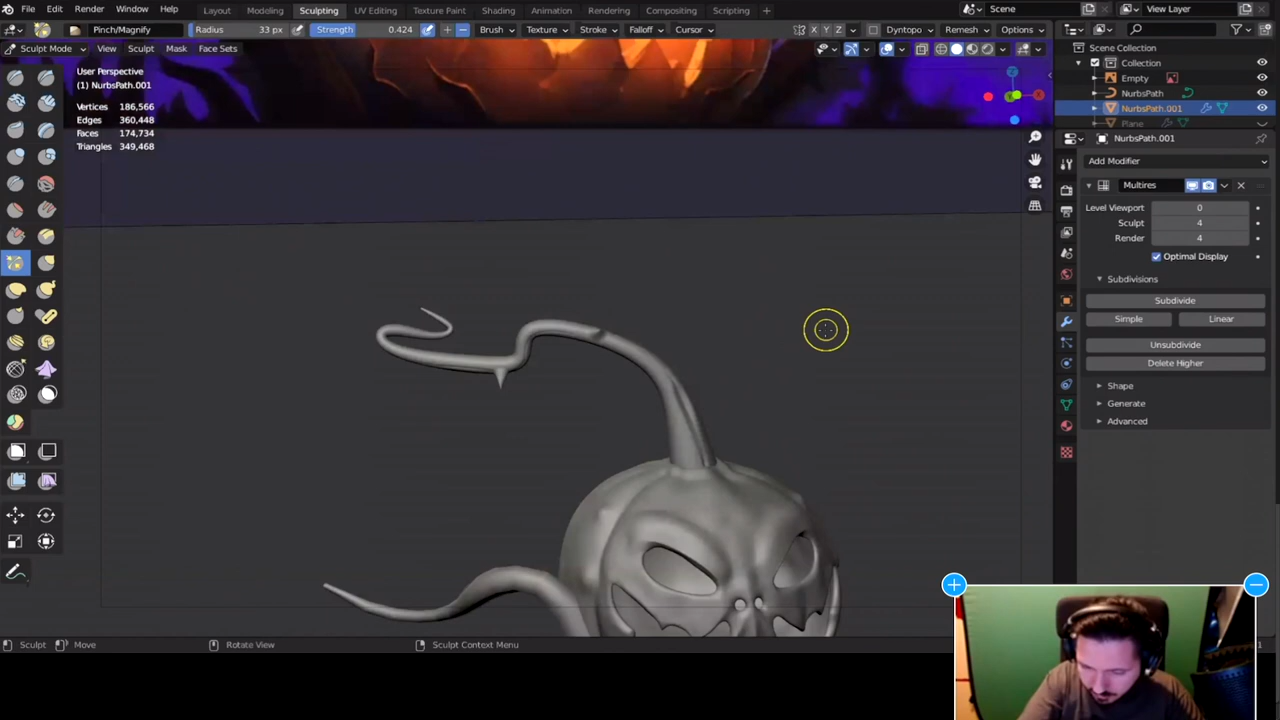 File Edit Render Window Help Layout Modeling Sculpting UV Editing Texture Paint Shading Animation Rendering Compositing Scripting + Scene View Layer
Pinch/Magnify Radius 33 px Strength 0.424 + − Brush Texture Stroke Falloff Cursor X Y Z Dyntopo Remesh Options
Sculpt Mode View Sculpt Mask Face Sets
User Perspective
(1) NurbsPath.001
Vertices 186,566
Edges 360,448
Faces 174,734
Triangles 349,468
Scene Collection
Collection
Empty
NurbsPath
NurbsPath.001
Plane
NurbsPath.001
Add Modifier
Multires
Level Viewport 0
Sculpt 4
Render 4
Optimal Display
Subdivisions
Subdivide
Simple Linear
Unsubdivide
Delete Higher
Shape
Generate
Advanced
Sculpt Move Rotate View Sculpt Context Menu